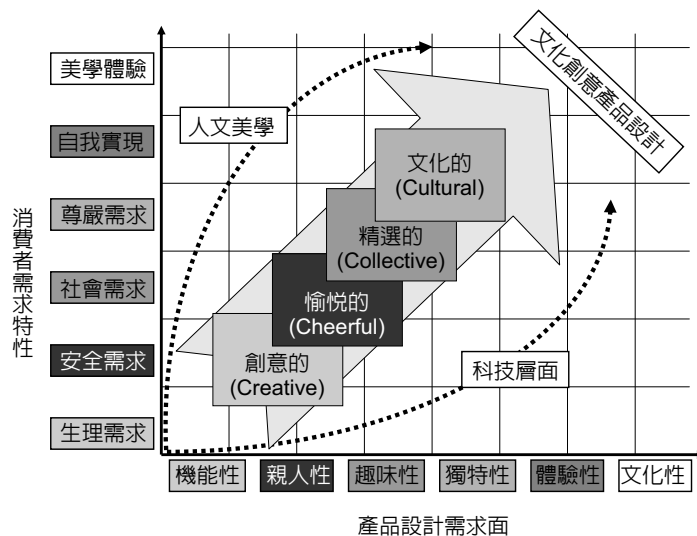 美學體驗
自我實現
尊嚴需求
社會需求
安全需求
生理需求
消費者需求特性
人文美學
文化創意產品設計
文化的
(Cultural)
精選的
(Collective)
愉悅的
(Cheerful)
創意的
(Creative)
科技層面
機能性
親人性
趣味性
獨特性
體驗性
文化性
產品設計需求面